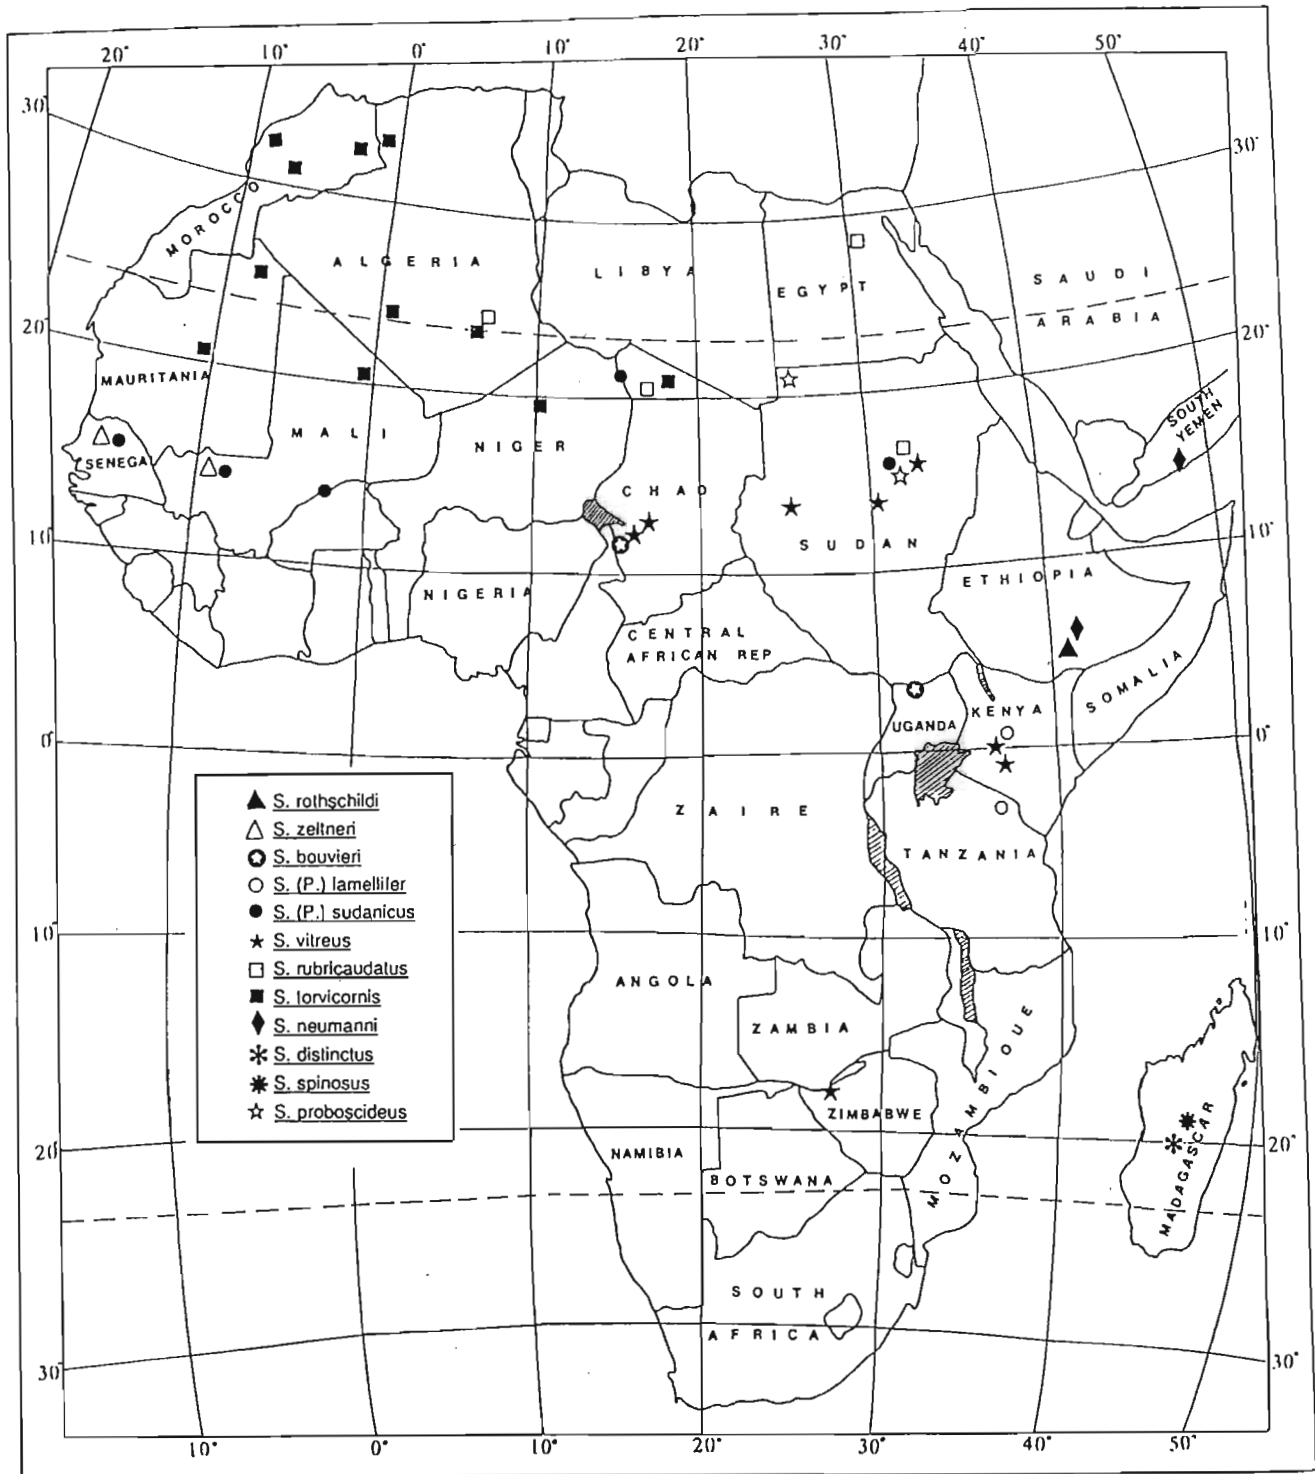 20° 10° 0° 10° 20° 30° 40° 50°
30° 30°
MOROCCO
ALGERIA
LIBYA
EGYPT
SAUDI
ARABIA
20° 20°
MAURITANIA
MALI
NIGER
SOUTH
YEMEN
SENEGA
CHAD
SUDAN
10° 10°
ETHIOPIA
NIGERIA
CENTRAL
AFRICAN REP
SOMALIA
UGANDA
KENYA
0° 0°
S. rothschildi
S. zeltneri
S. bouvieri
S. (P.) lamellifer
S. (P.) sudanicus
S. vitreus
S. rubricaudatus
S. torvicornis
S. neumanni
S. distinctus
S. spinosus
S. proboscideus
ZAIRE
TANZANIA
10° 10°
ANGOLA
ZAMBIA
MOZAMBIQUE
ZIMBABWE
NAMIBIA
BOTSWANA
MADAGASCAR
20° 20°
SOUTH
AFRICA
30° 30°
10° 0° 10° 20° 30° 40° 50°